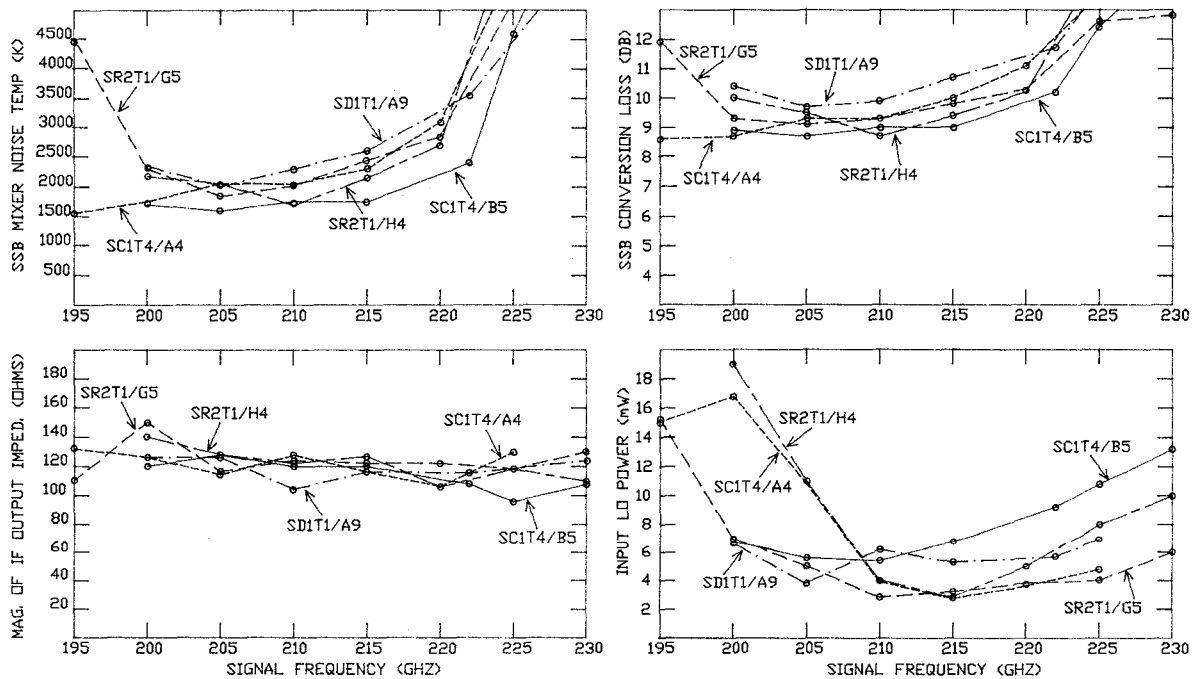 SSB MIXER NOISE TEMP (K)
4500
4000
3500
3000
2500
2000
1500
1000
500
SR2T1/G5
SD1T1/A9
SR2T1/H4
SC1T4/B5
SC1T4/A4
195 200 205 210 215 220 225 230
SSB CONVERSION LOSS (DB)
12
11
10
9
8
7
6
5
4
3
SR2T1/G5
SD1T1/A9
SC1T4/B5
SC1T4/A4
SR2T1/H4
195 200 205 210 215 220 225 230
MAG. OF IF OUTPUT IMPED. (OHMS)
180
160
140
120
100
80
60
40
20
SR2T1/G5
SR2T1/H4
SC1T4/A4
SD1T1/A9
SC1T4/B5
195 200 205 210 215 220 225 230
SIGNAL FREQUENCY (GHZ)
INPUT LO POWER (mW)
18
16
14
12
10
8
6
4
2
SR2T1/H4
SC1T4/B5
SC1T4/A4
SD1T1/A9
SR2T1/G5
195 200 205 210 215 220 225 230
SIGNAL FREQUENCY (GHZ)